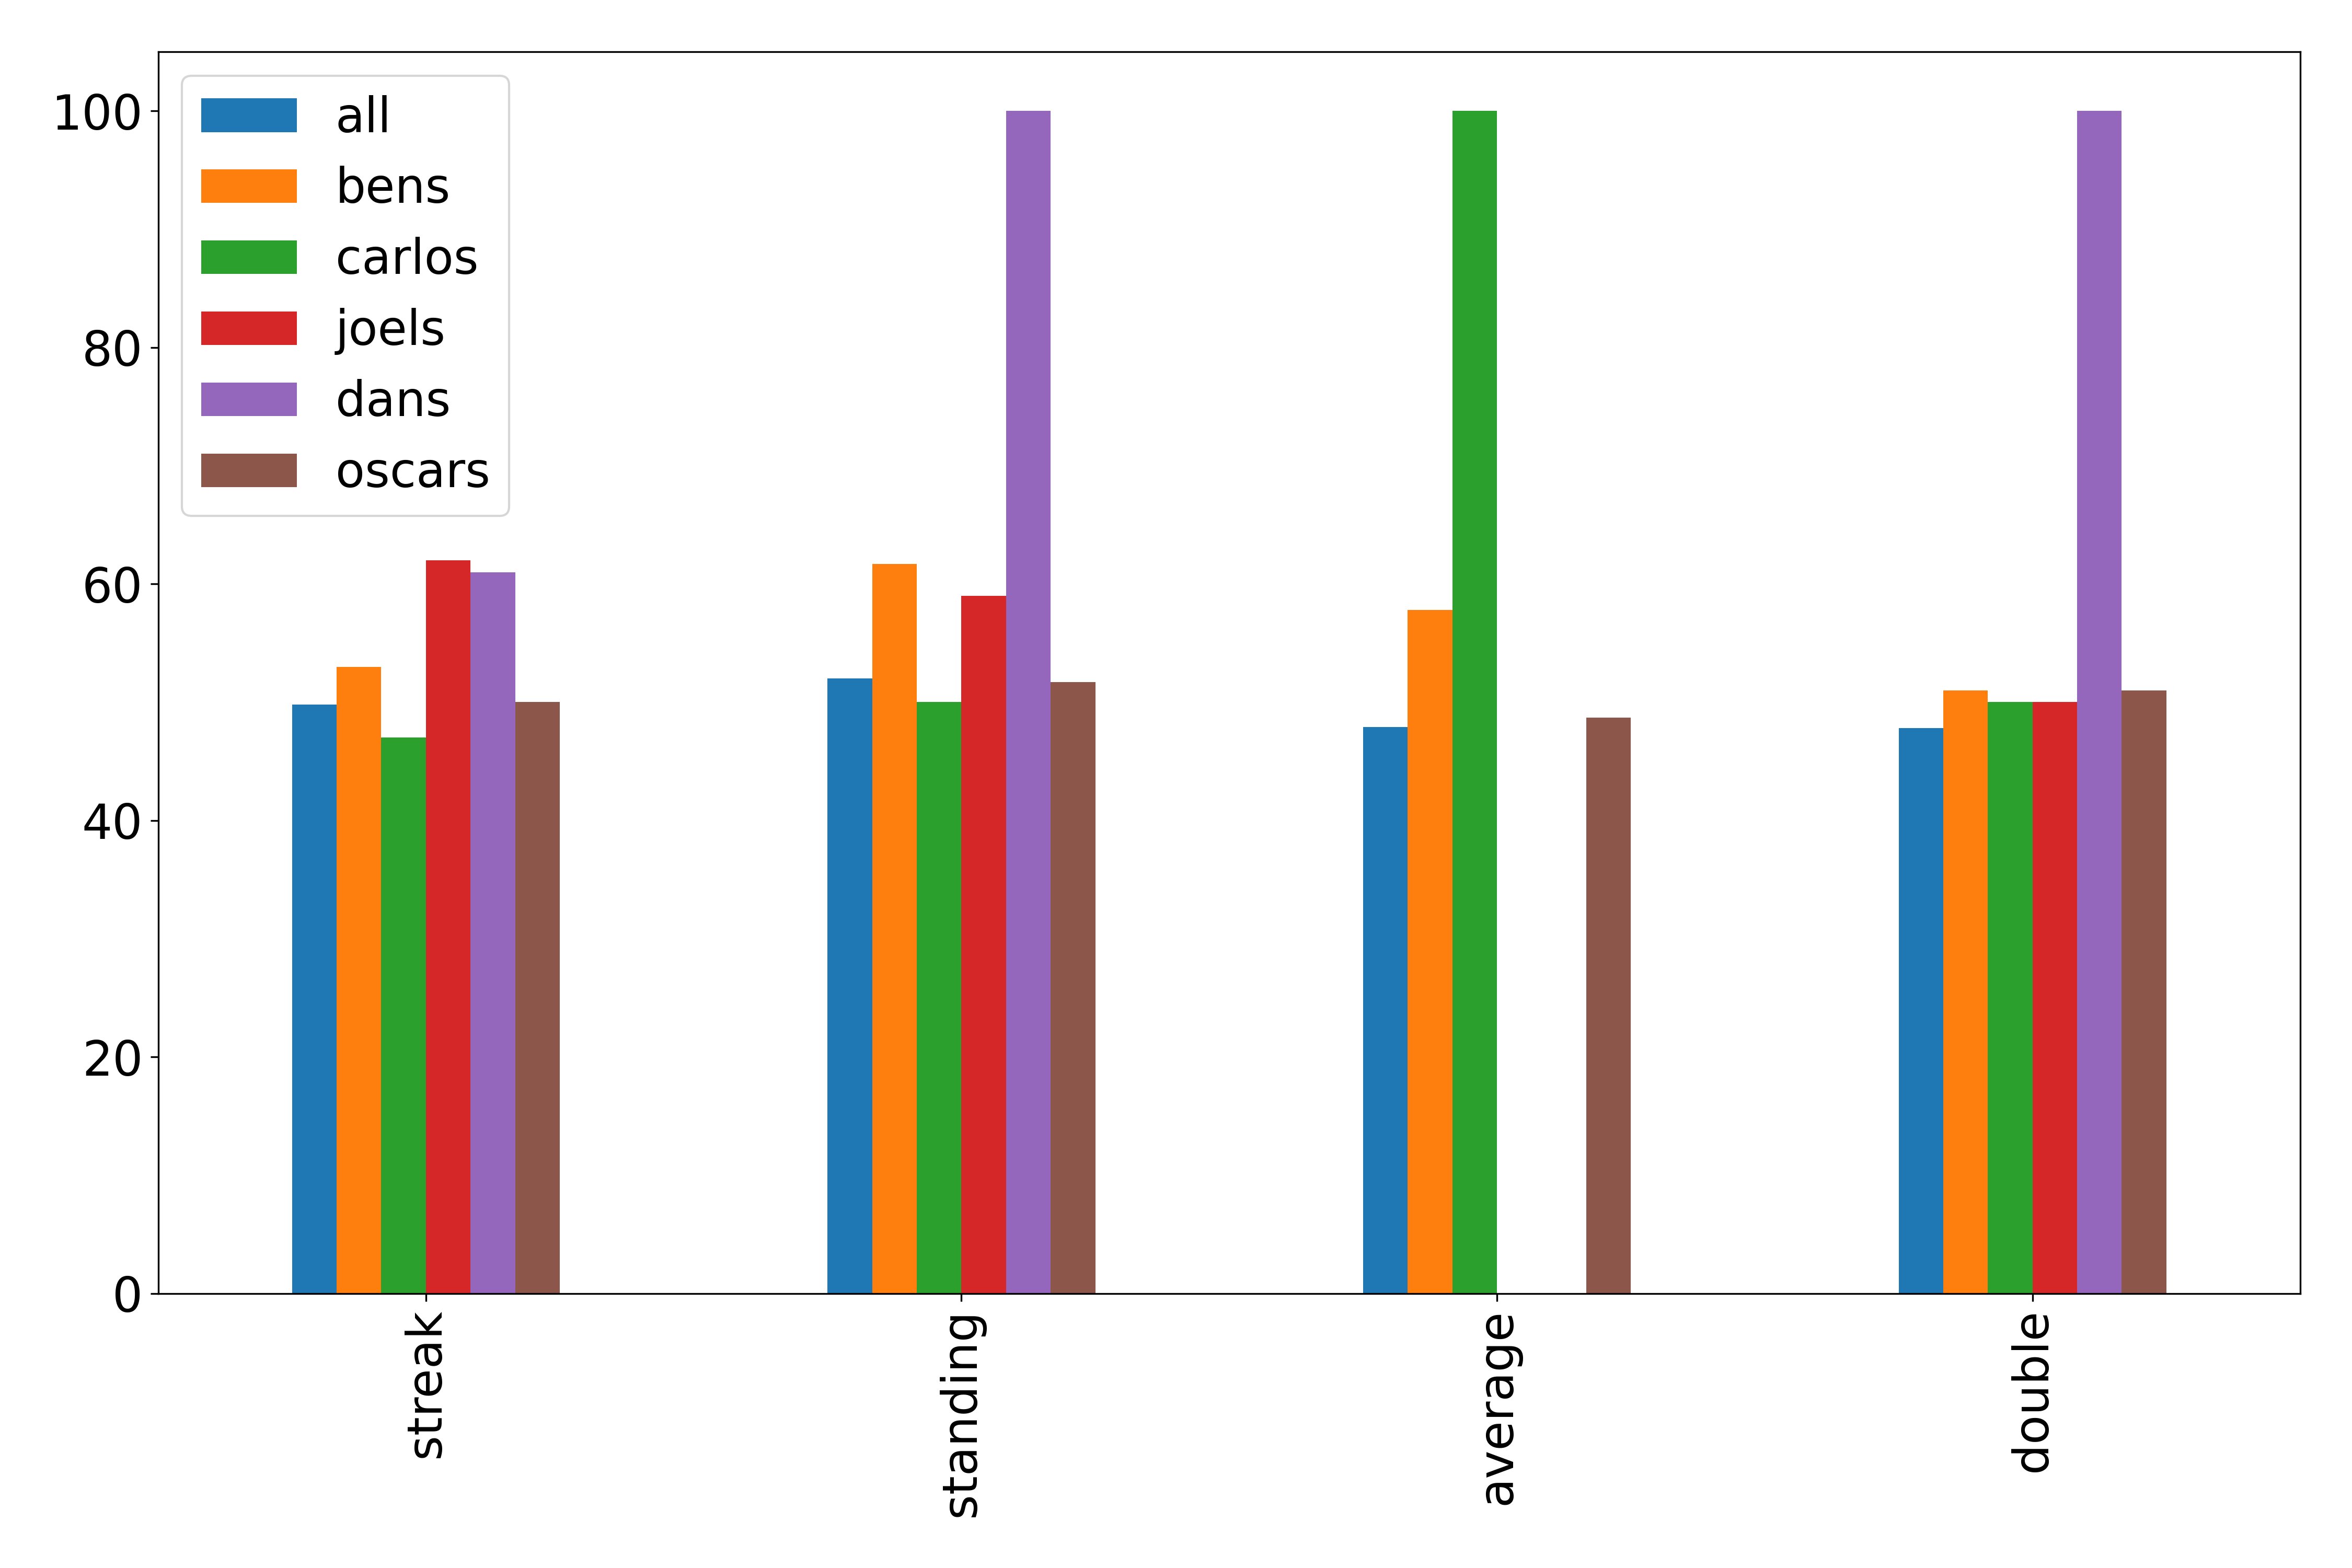 100
80
60
40
20
0
all
bens
carlos
joels
dans
oscars
streak
standing
average
double